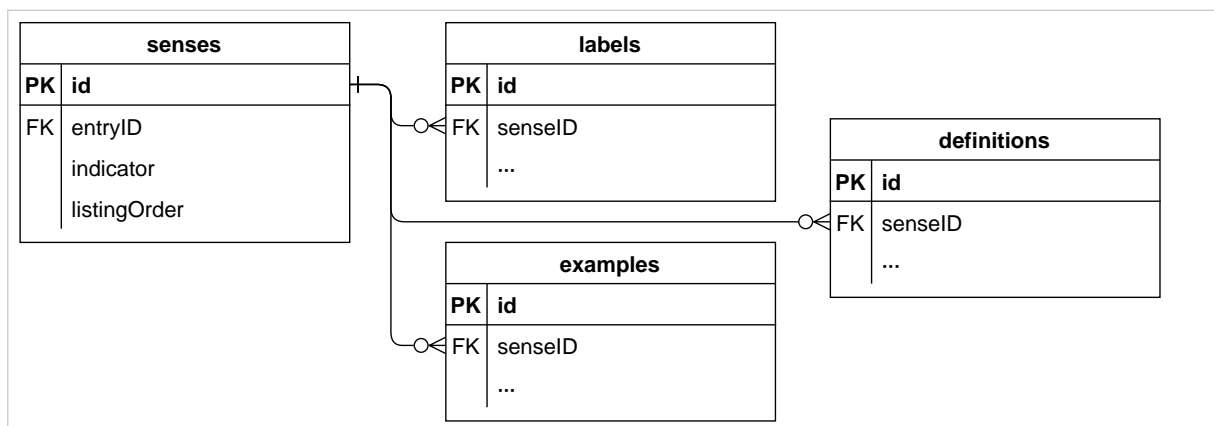 senses
PK id
FK entryID
indicator
listingOrder
labels
PK id
FK senseID
...
definitions
PK id
FK senseID
...
examples
PK id
FK senseID
...